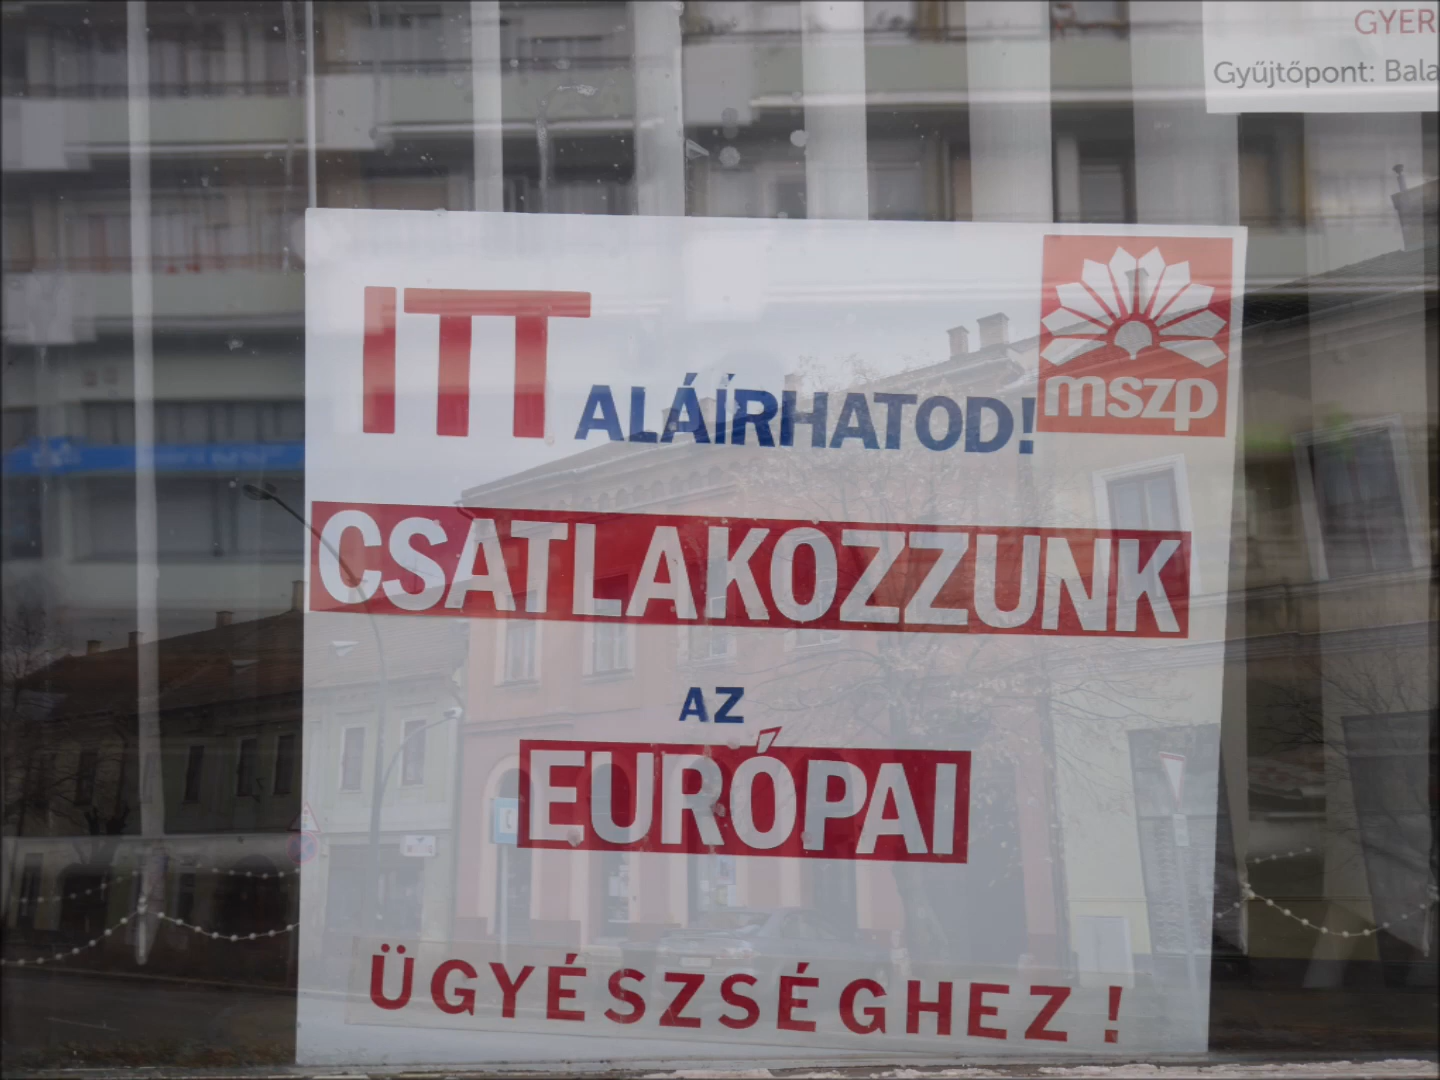 GYER
Gyűjtőpont: Bala
ITT ALÁÍRHATOD!
mszp
CSATLAKOZZUNK
AZ
EURÓPAI
ÜGYÉSZSÉGHEZ!